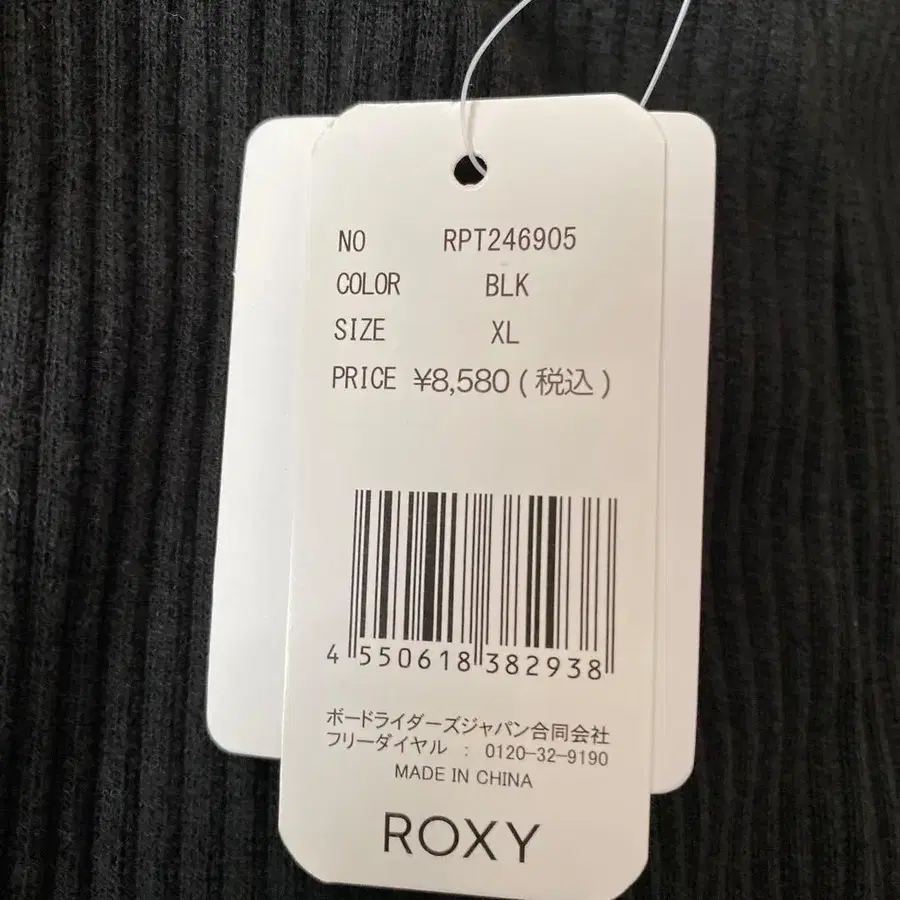 NO RPT246905
COLOR BLK
SIZE XL
PRICE ¥8,580 ( 税込 )
4 550618 382938
ボードライダーズジャパン合同会社
フリーダイヤル : 0120-32-9190
MADE IN CHINA
ROXY